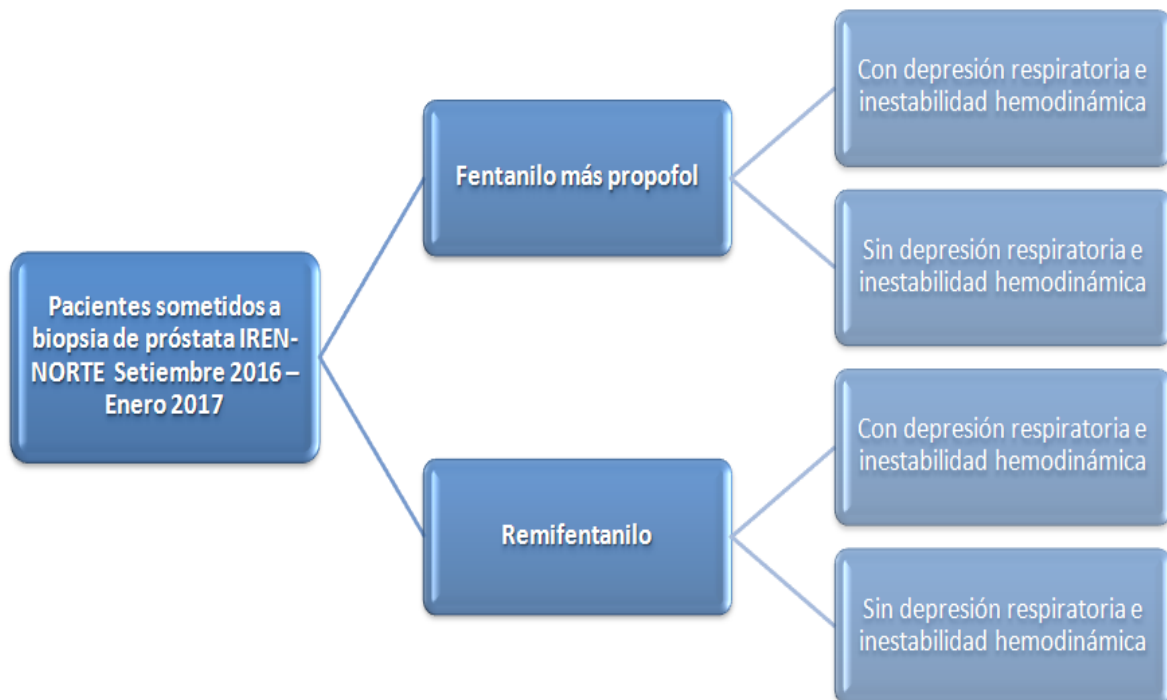 Pacientes sometidos a
biopsia de próstata IREN-
NORTE Setiembre 2016 –
Enero 2017
Fentanilo más propofol
Con depresión respiratoria e
inestabilidad hemodinámica
Sin depresión respiratoria e
inestabilidad hemodinámica
Remifentanilo
Con depresión respiratoria e
inestabilidad hemodinámica
Sin depresión respiratoria e
inestabilidad hemodinámica